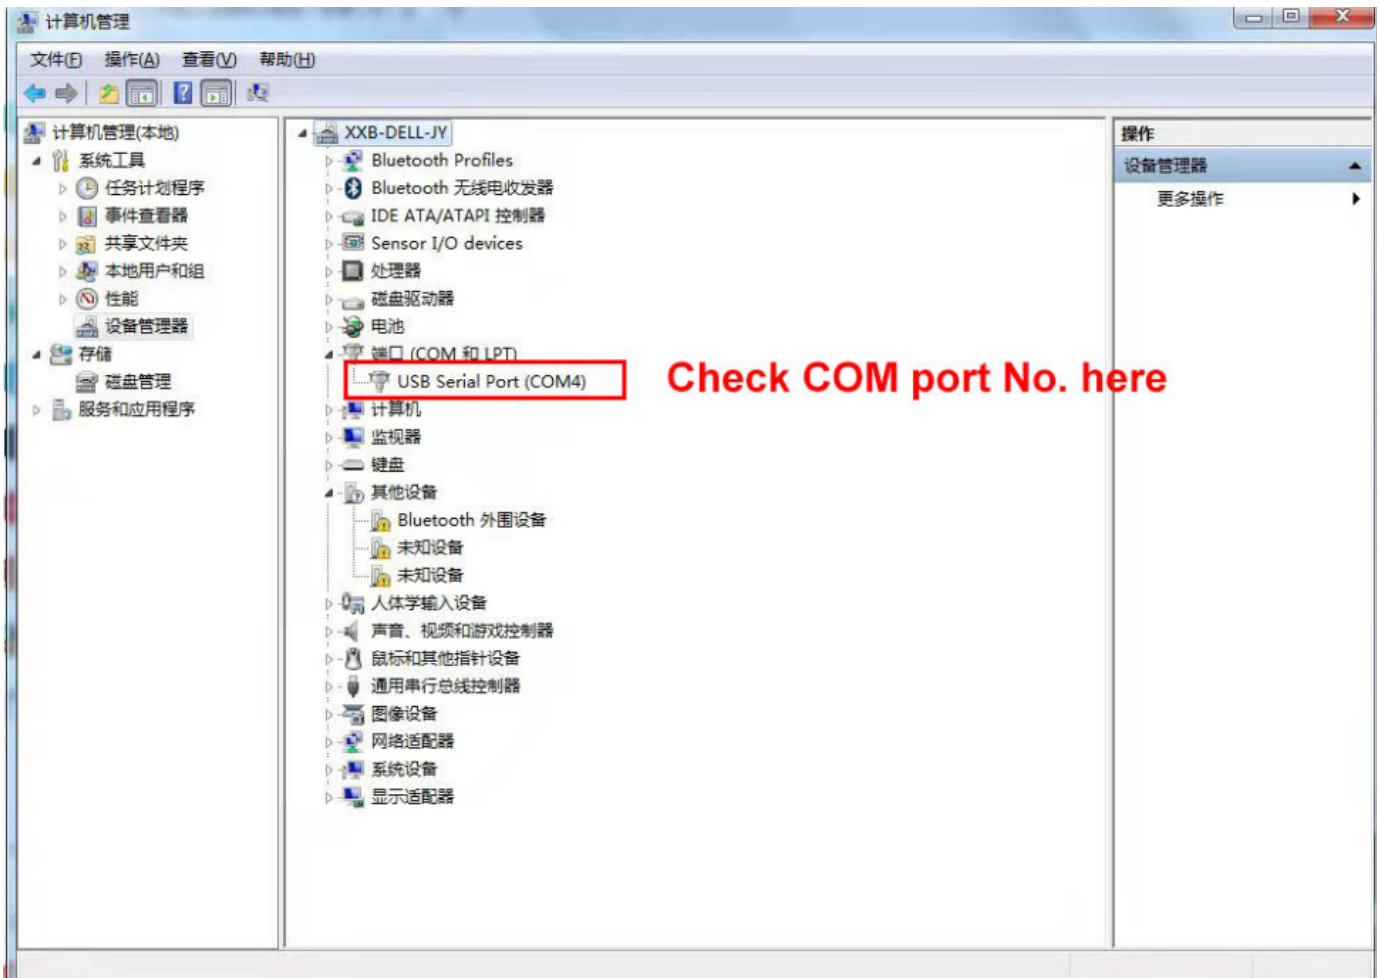 计算机管理
文件(F) 操作(A) 查看(V) 帮助(H)
计算机管理(本地)
系统工具
任务计划程序
事件查看器
共享文件夹
本地用户和组
性能
设备管理器
存储
磁盘管理
服务和应用程序
XXB-DELL-JY
Bluetooth Profiles
Bluetooth 无线电收发器
IDE ATA/ATAPI 控制器
Sensor I/O devices
处理器
磁盘驱动器
电池
端口 (COM 和 LPT)
USB Serial Port (COM4)
Check COM port No. here
计算机
监视器
键盘
其他设备
Bluetooth 外围设备
未知设备
未知设备
人体学输入设备
声音、视频和游戏控制器
鼠标和其他指针设备
通用串行总线控制器
图像设备
网络适配器
系统设备
显示适配器
操作
设备管理器
更多操作